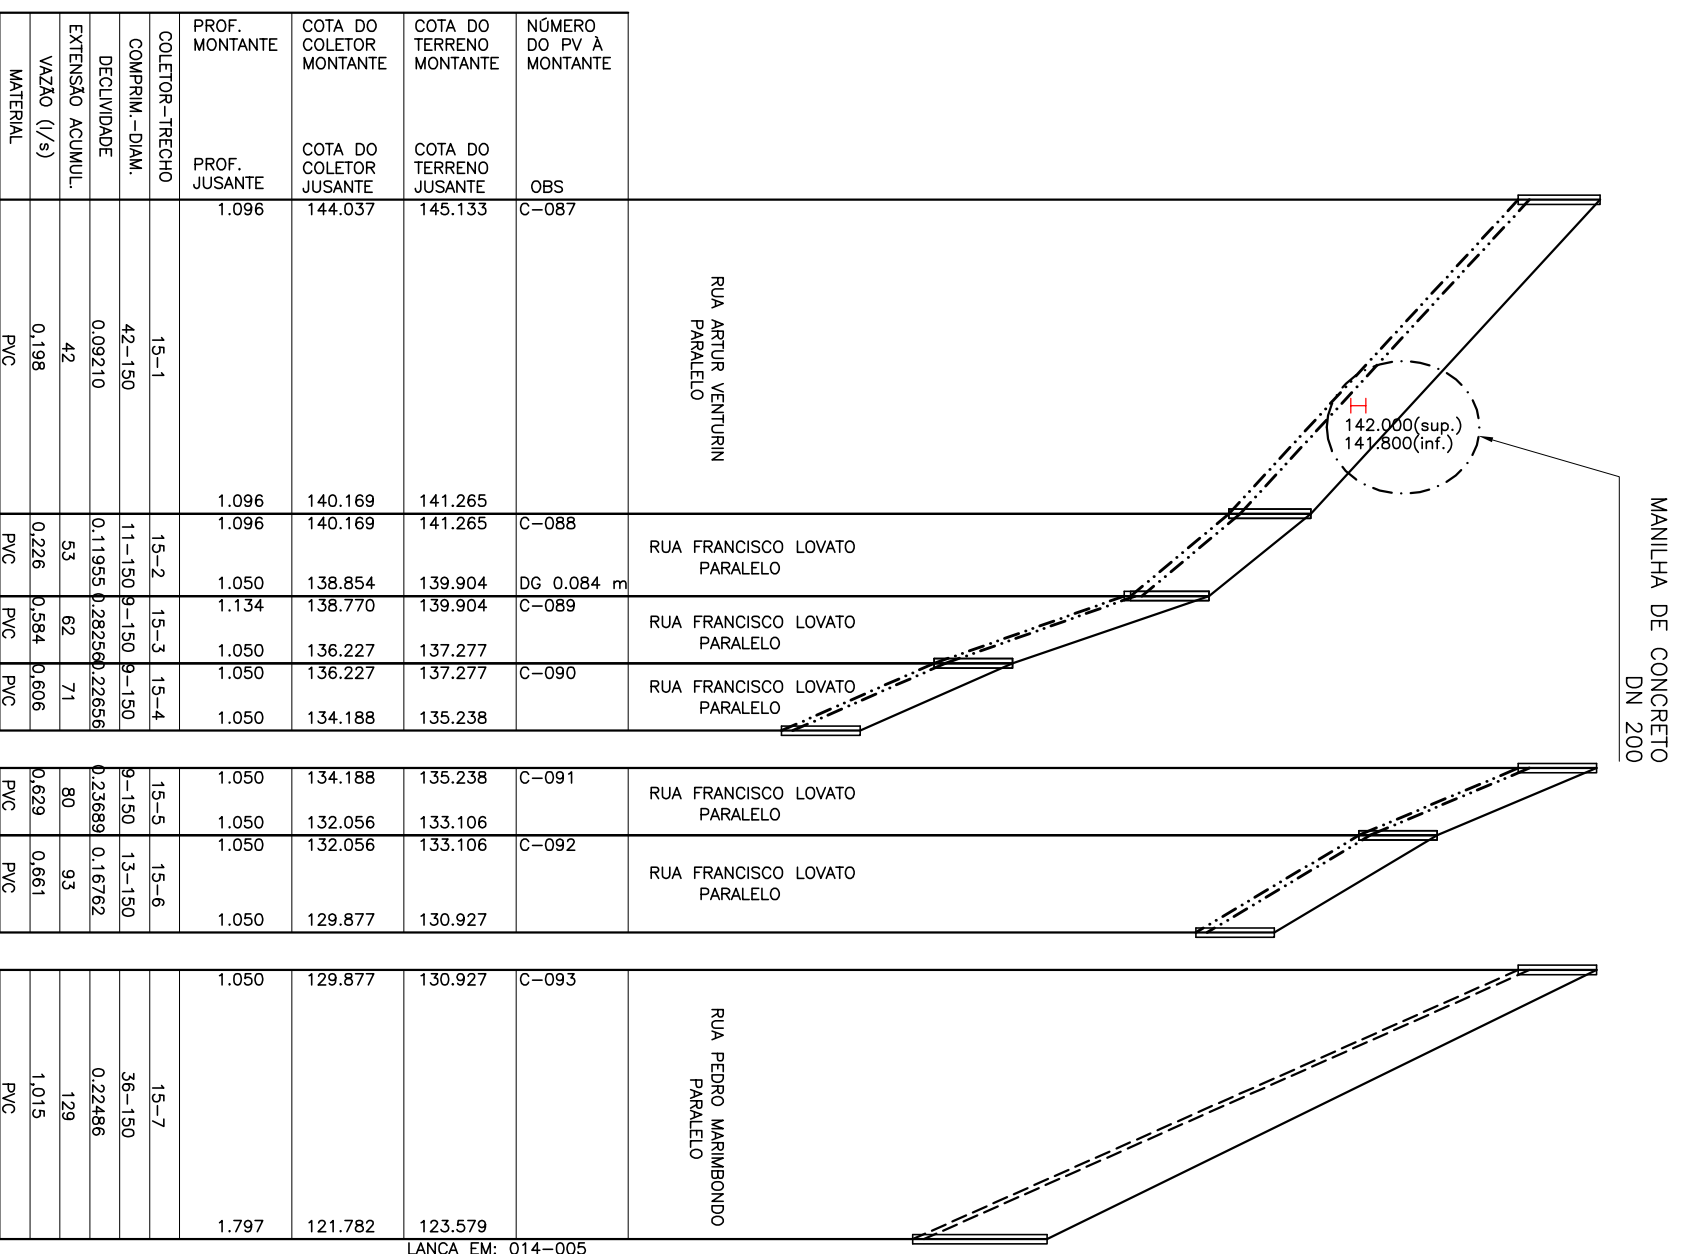 PROF.
MONTANTE
COTA DO
COLETOR
MONTANTE
COTA DO
TERRENO
MONTANTE
NÚMERO
DO PV À
MONTANTE
PROF.
JUSANTE
COTA DO
COLETOR
JUSANTE
COTA DO
TERRENO
JUSANTE
OBS
COLETOR-TRECHO
COMPRIM.-DIAM.
DECLIVIDADE
EXTENSÃO ACUMUL.
VAZÃO (l/s)
MATERIAL
1.096 144.037 145.133 C-087
RUA ARTUR VENTURIN
PARALELO
15-1
42-150
0.09210
42
0,198
PVC
1.096 140.169 141.265
1.096 140.169 141.265 C-088
RUA FRANCISCO LOVATO
PARALELO
15-2
11-150
0.11955
53
0,226
PVC
1.050 138.854 139.904 DG 0.084 m
1.134 138.770 139.904 C-089
RUA FRANCISCO LOVATO
PARALELO
15-3
9-150
0.28256
62
0,584
PVC
1.050 136.227 137.277
1.050 136.227 137.277 C-090
RUA FRANCISCO LOVATO
PARALELO
15-4
9-150
0.22656
71
0,606
PVC
1.050 134.188 135.238
1.050 134.188 135.238 C-091
RUA FRANCISCO LOVATO
PARALELO
15-5
9-150
0.23689
80
0,629
PVC
1.050 132.056 133.106
1.050 132.056 133.106 C-092
RUA FRANCISCO LOVATO
PARALELO
15-6
13-150
0.16762
93
0,661
PVC
1.050 129.877 130.927
1.050 129.877 130.927 C-093
RUA PEDRO MARIMBONDO
PARALELO
15-7
36-150
0.22486
129
1,015
PVC
1.797 121.782 123.579
LANCA EM: 014-005
142.000(sup.)
141.800(inf.)
MANILHA DE CONCRETO
DN 200